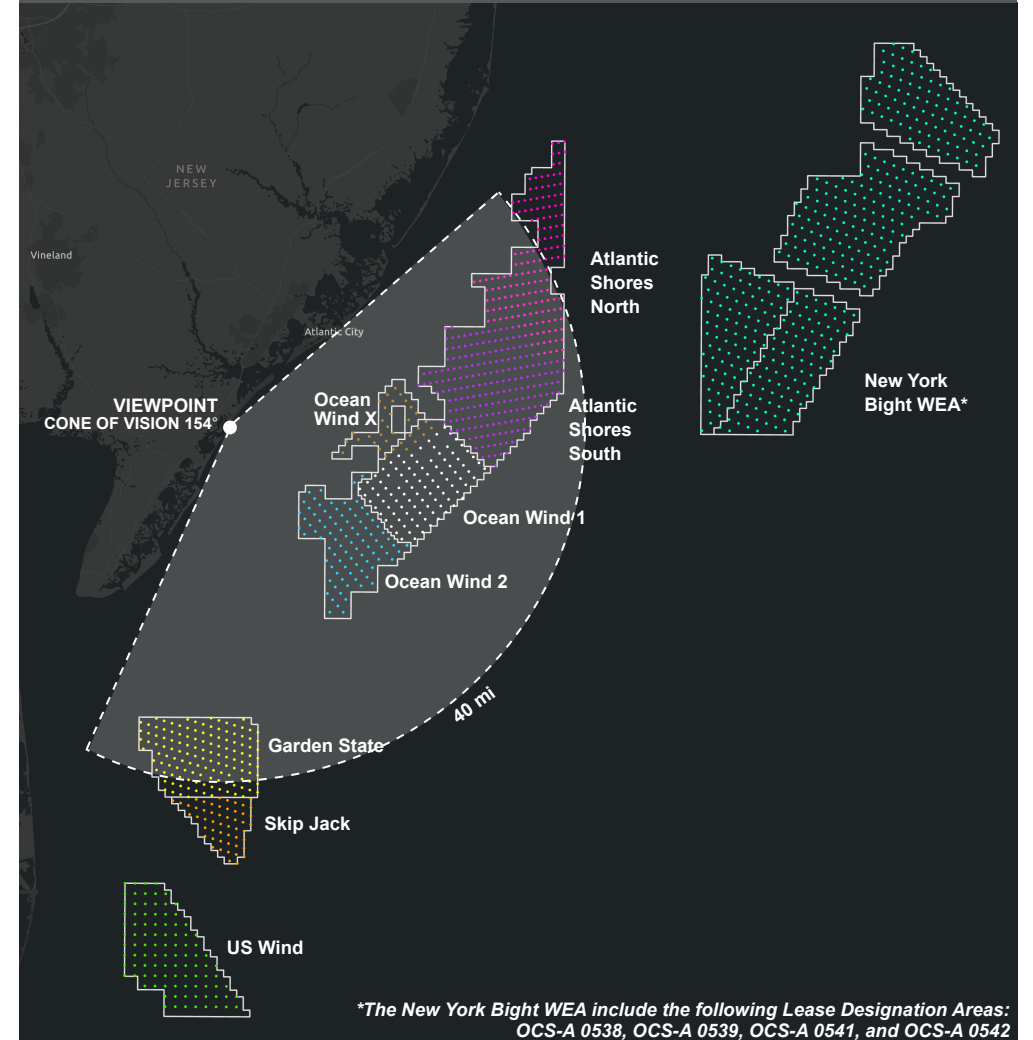 NEW
JERSEY
Vineland
Atlantic City
Atlantic
Shores
North
New York
Bight WEA*
VIEWPOINT
CONE OF VISION 154°
Ocean
Wind X
Atlantic
Shores
South
Ocean Wind 1
Ocean Wind 2
40 mi
Garden State
Skip Jack
US Wind
*The New York Bight WEA include the following Lease Designation Areas:
OCS-A 0538, OCS-A 0539, OCS-A 0541, and OCS-A 0542